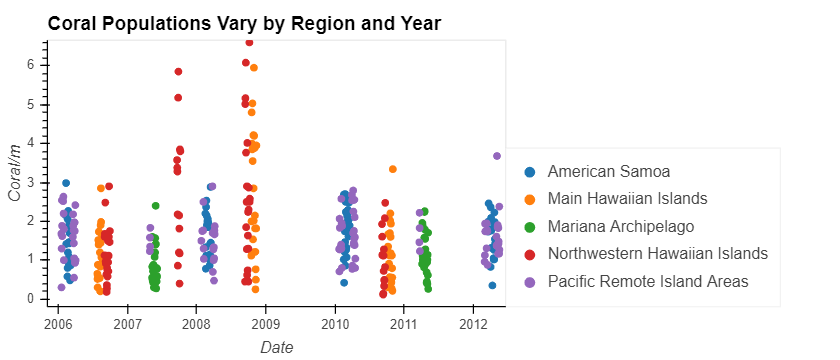 Coral Populations Vary by Region and Year
Coral/m
6
5
4
3
2
1
0
2006 2007 2008 2009 2010 2011 2012
Date
American Samoa
Main Hawaiian Islands
Mariana Archipelago
Northwestern Hawaiian Islands
Pacific Remote Island Areas